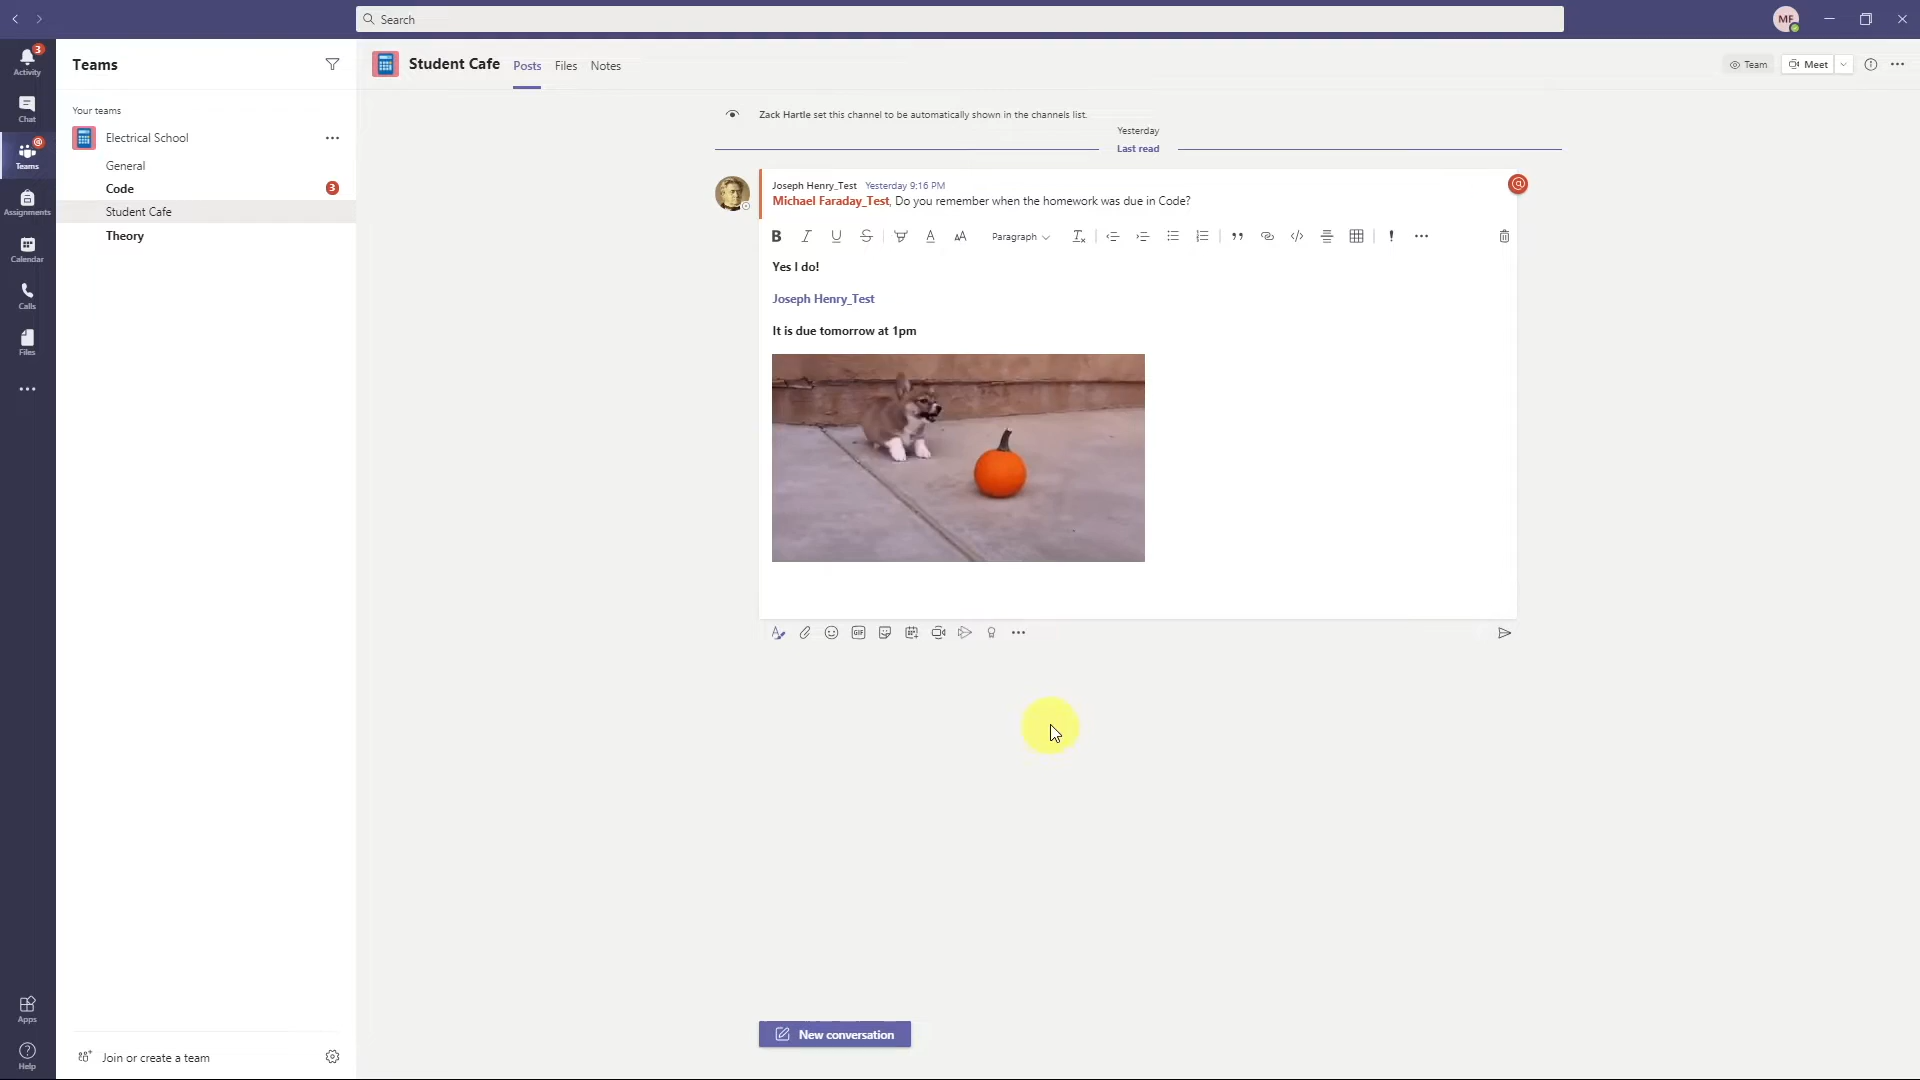 Search
MF
3
Activity
Chat
Teams
Assignments
Calendar
Calls
Files
Apps
Help
Teams
Your teams
Electrical School
General
Code 3
Student Cafe
Theory
Join or create a team
Student Cafe Posts Files Notes
Team Meet
Zack Hartle set this channel to be automatically shown in the channels list.
Yesterday
Last read
Joseph Henry_Test Yesterday 9:16 PM
Michael Faraday_Test, Do you remember when the homework was due in Code?
B I U S A AA Paragraph
Yes I do!
Joseph Henry_Test
It is due tomorrow at 1pm
GIF
New conversation